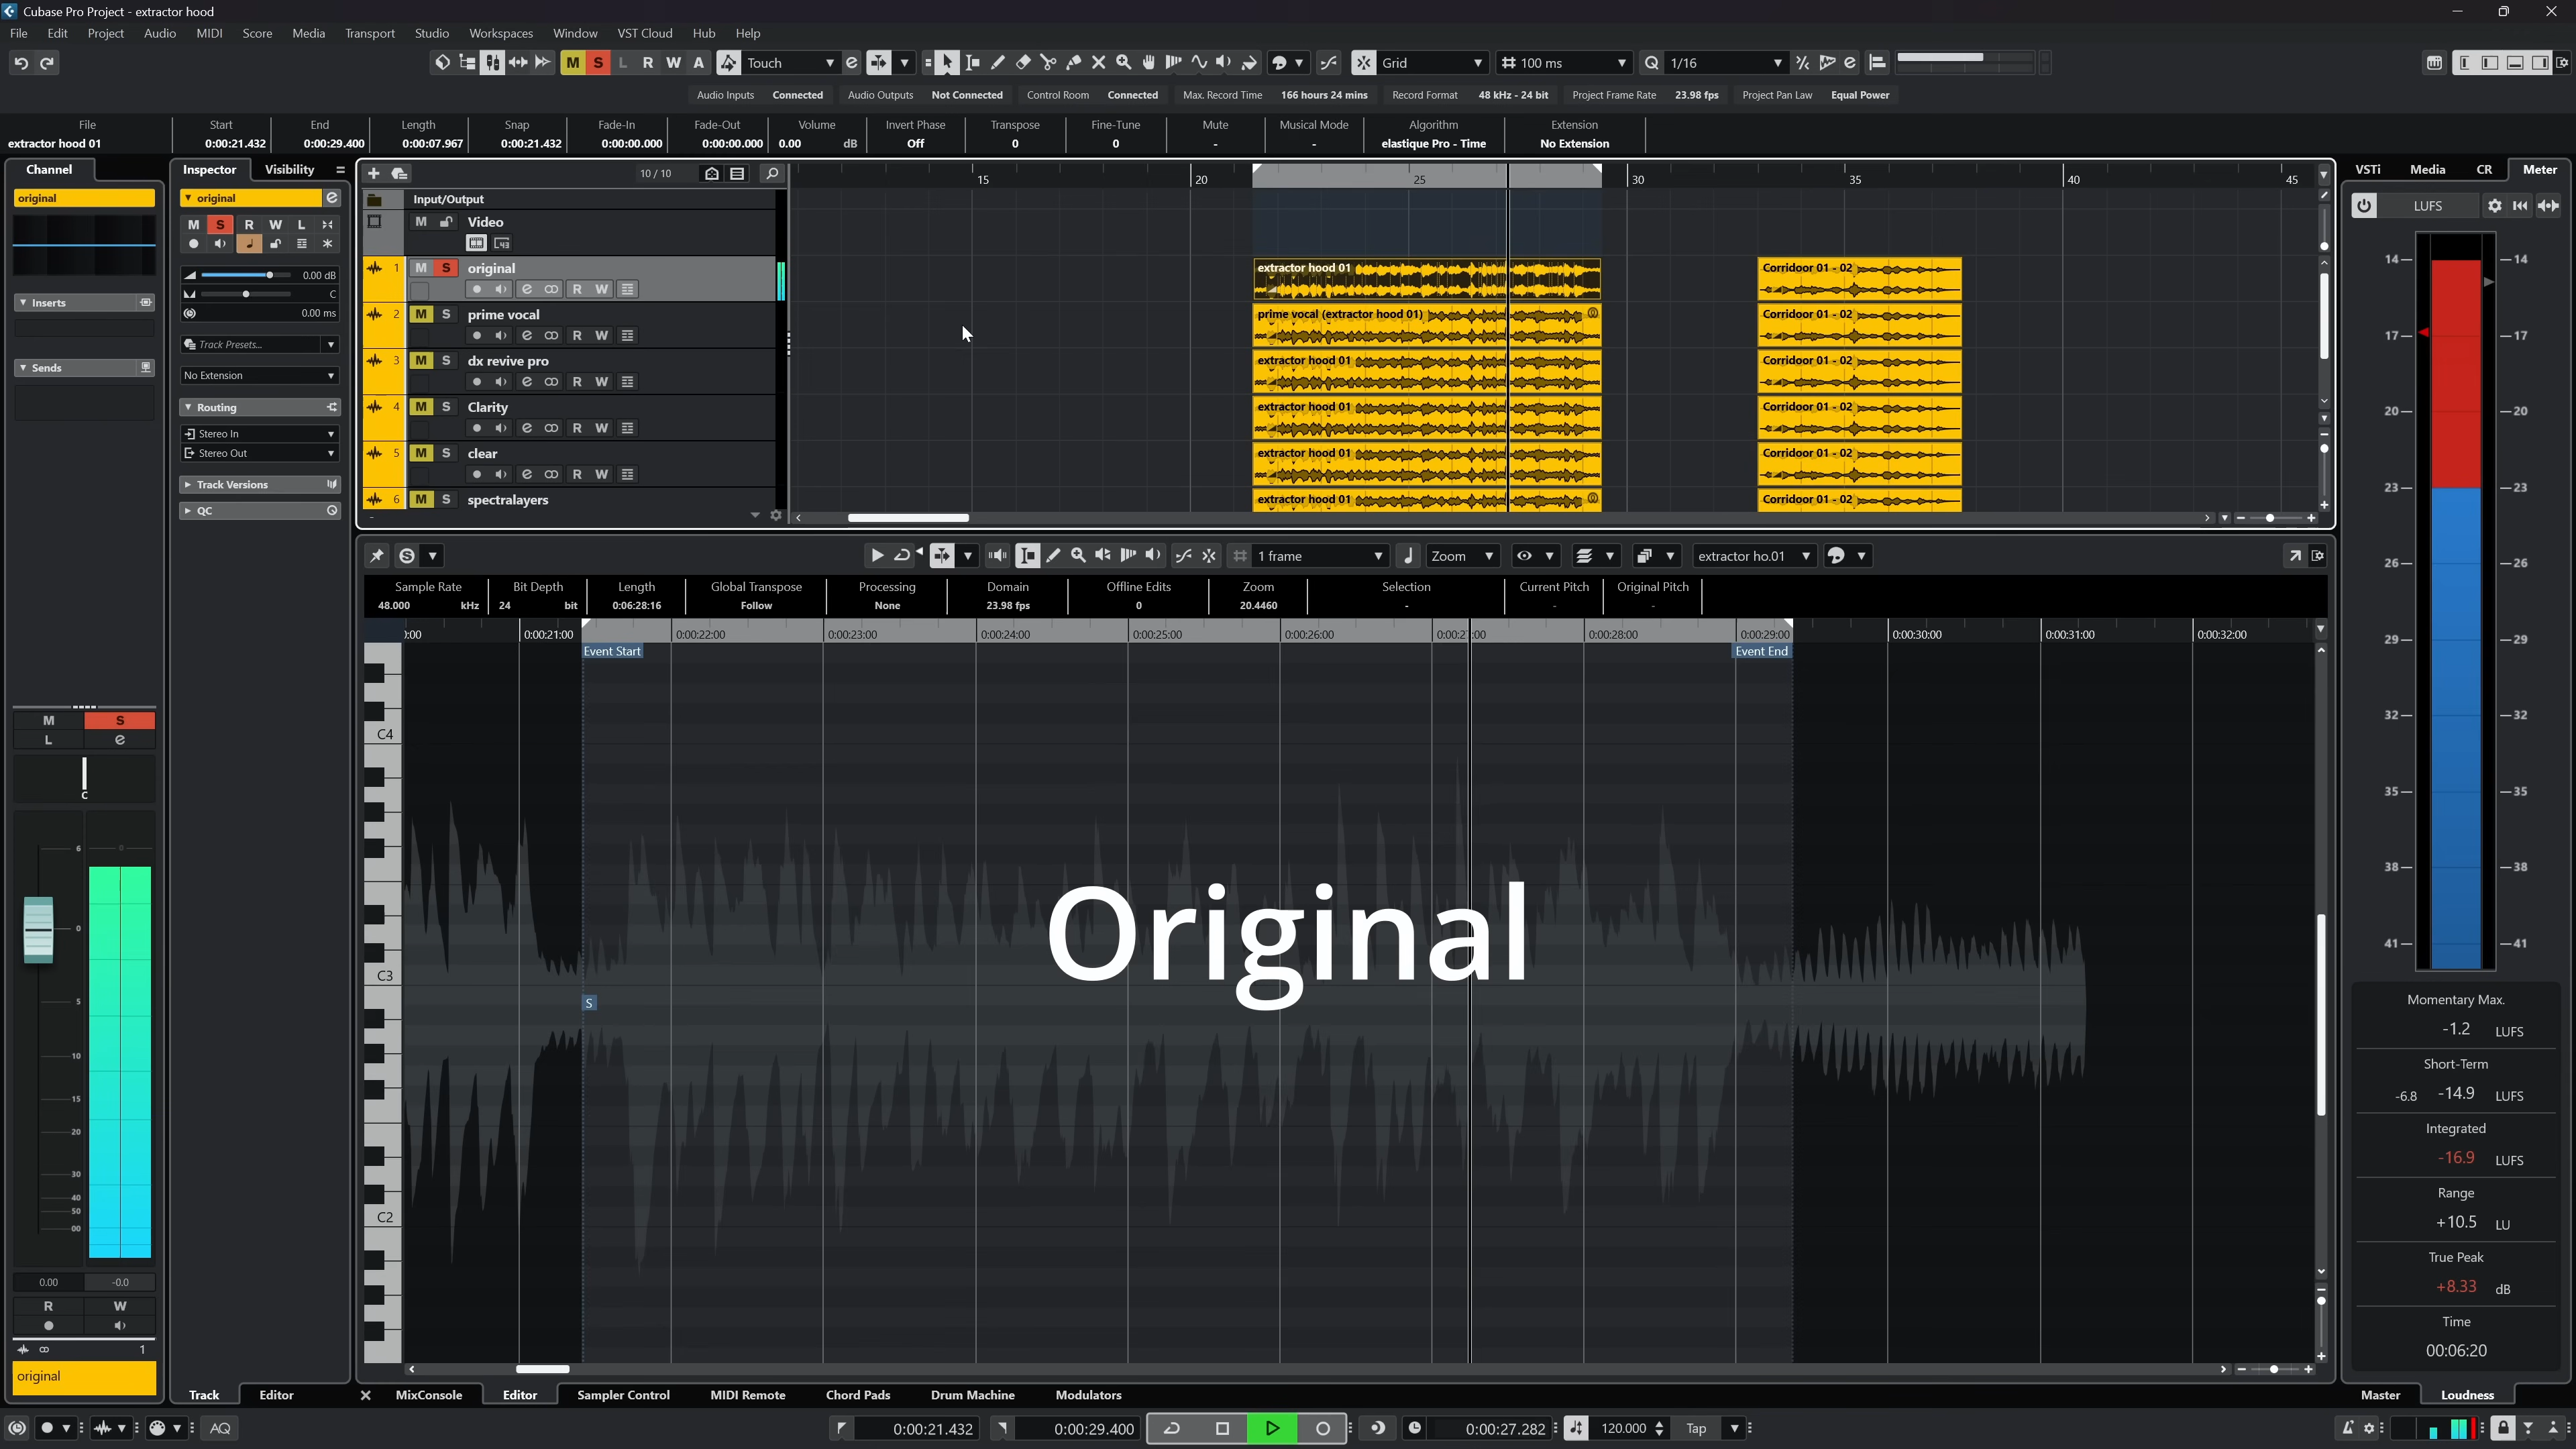 Cubase Pro Project - extractor hood
File Edit Project Audio MIDI Score Media Transport Studio Workspaces Window VST Cloud Hub Help
M S L R W A Touch Grid 100 ms 1/16
Audio Inputs Connected Audio Outputs Not Connected Control Room Connected Max. Record Time 166 hours 24 mins Record Format 48 kHz - 24 bit Project Frame Rate 23.98 fps Project Pan Law Equal Power
File Start End Length Snap Fade-In Fade-Out Volume Invert Phase Transpose Fine-Tune Mute Musical Mode Algorithm Extension
extractor hood 01 0:00:21.432 0:00:29.400 0:00:07.967 0:00:21.432 0:00:00.000 0:00:00.000 0.00 dB Off 0 0 - - elastique Pro - Time No Extension
Channel Inspector Visibility 10 / 10 15 20 25 30 35 40 45 VSTi Media CR Meter
original original Input/Output LUFS
M S R W L M Video
1 M S original extractor hood 01 Corridoor 01 - 02
R W
0.00 dB
C
0.00 ms
2 M S prime vocal prime vocal (extractor hood 01) Corridoor 01 - 02
R W
Inserts
Track Presets...
3 M S dx revive pro extractor hood 01 Corridoor 01 - 02
R W
Sends
No Extension
4 M S Clarity extractor hood 01 Corridoor 01 - 02
R W
Routing
Stereo In
Stereo Out
5 M S clear extractor hood 01 Corridoor 01 - 02
R W
Track Versions
6 M S spectralayers extractor hood 01 Corridoor 01 - 02
QC
S 1 frame Zoom extractor ho.01
Sample Rate Bit Depth Length Global Transpose Processing Domain Offline Edits Zoom Selection Current Pitch Original Pitch
48.000 kHz 24 bit 0:06:28:16 Follow None 23.98 fps 0 20.4460 - - -
0:00:21:00 0:00:22:00 0:00:23:00 0:00:24:00 0:00:25:00 0:00:26:00 0:00:28:00 0:00:29:00 0:00:30:00 0:00:31:00 0:00:32:00
Event Start Event End
C4
C3
C2
S
Original
M S
L
C
6
0
5
10
15
20
30
40
50
00
0.00 -0.0
R W
1
original
14 14
17 17
20 20
23 23
26 26
29 29
32 32
35 35
38 38
41 41
Momentary Max.
-1.2 LUFS
Short-Term
-6.8 -14.9 LUFS
Integrated
-16.9 LUFS
Range
+10.5 LU
True Peak
+8.33 dB
Time
00:06:20
Track Editor MixConsole Editor Sampler Control MIDI Remote Chord Pads Drum Machine Modulators Master Loudness
AQ 0:00:21.432 0:00:29.400 0:00:27.282 120.000 Tap